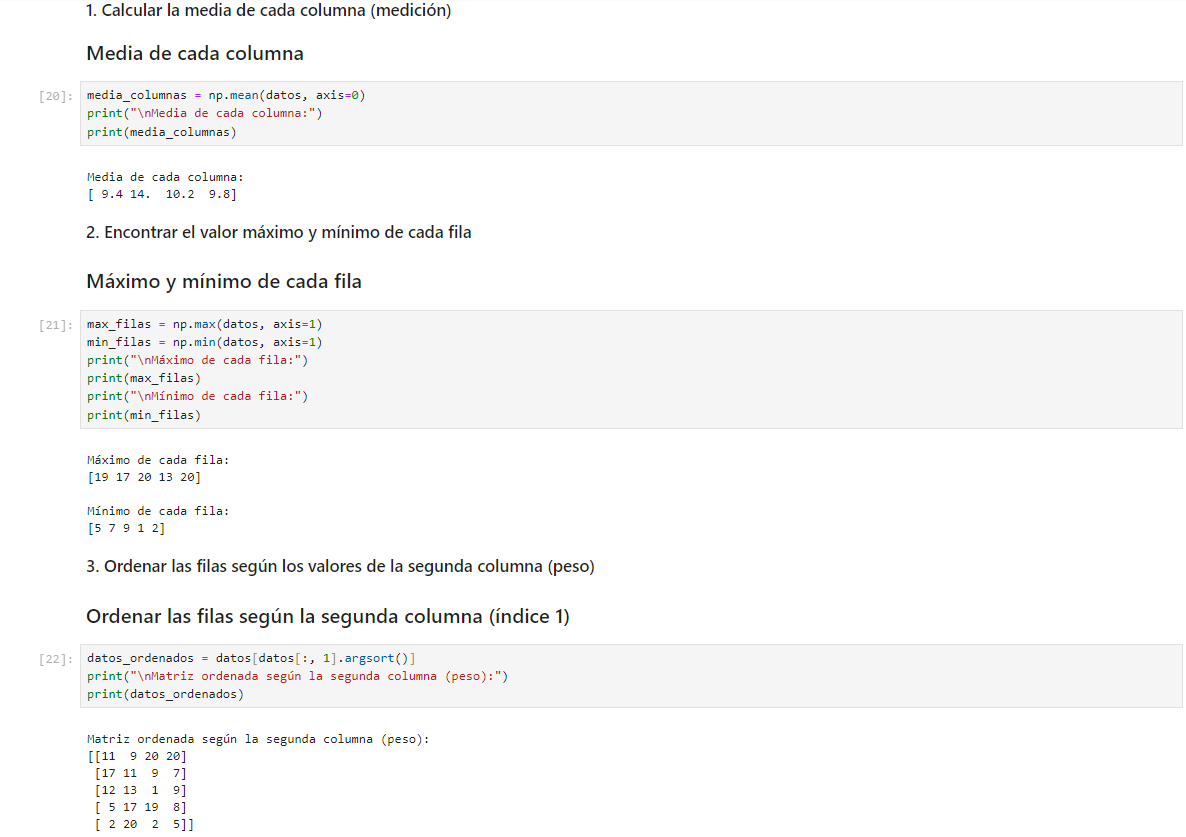 1. Calcular la media de cada columna (medición)
Media de cada columna
[20]:
media_columnas = np.mean(datos, axis=0)
print("\nMedia de cada columna:")
print(media_columnas)
Media de cada columna:
[ 9.4 14.  10.2  9.8]
2. Encontrar el valor máximo y mínimo de cada fila
Máximo y mínimo de cada fila
[21]:
max_filas = np.max(datos, axis=1)
min_filas = np.min(datos, axis=1)
print("\nMáximo de cada fila:")
print(max_filas)
print("\nMínimo de cada fila:")
print(min_filas)
Máximo de cada fila:
[19 17 20 13 20]
Mínimo de cada fila:
[5 7 9 1 2]
3. Ordenar las filas según los valores de la segunda columna (peso)
Ordenar las filas según la segunda columna (índice 1)
[22]:
datos_ordenados = datos[datos[:, 1].argsort()]
print("\nMatriz ordenada según la segunda columna (peso):")
print(datos_ordenados)
Matriz ordenada según la segunda columna (peso):
[[11  9 20 20]
 [17 11  9  7]
 [12 13  1  9]
 [ 5 17 19  8]
 [ 2 20  2  5]]